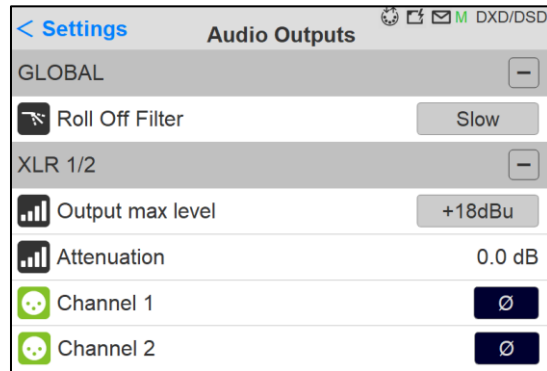 < Settings Audio Outputs M DXD/DSD
GLOBAL
Roll Off Filter Slow
XLR 1/2
Output max level +18dBu
Attenuation 0.0 dB
Channel 1 Ø
Channel 2 Ø